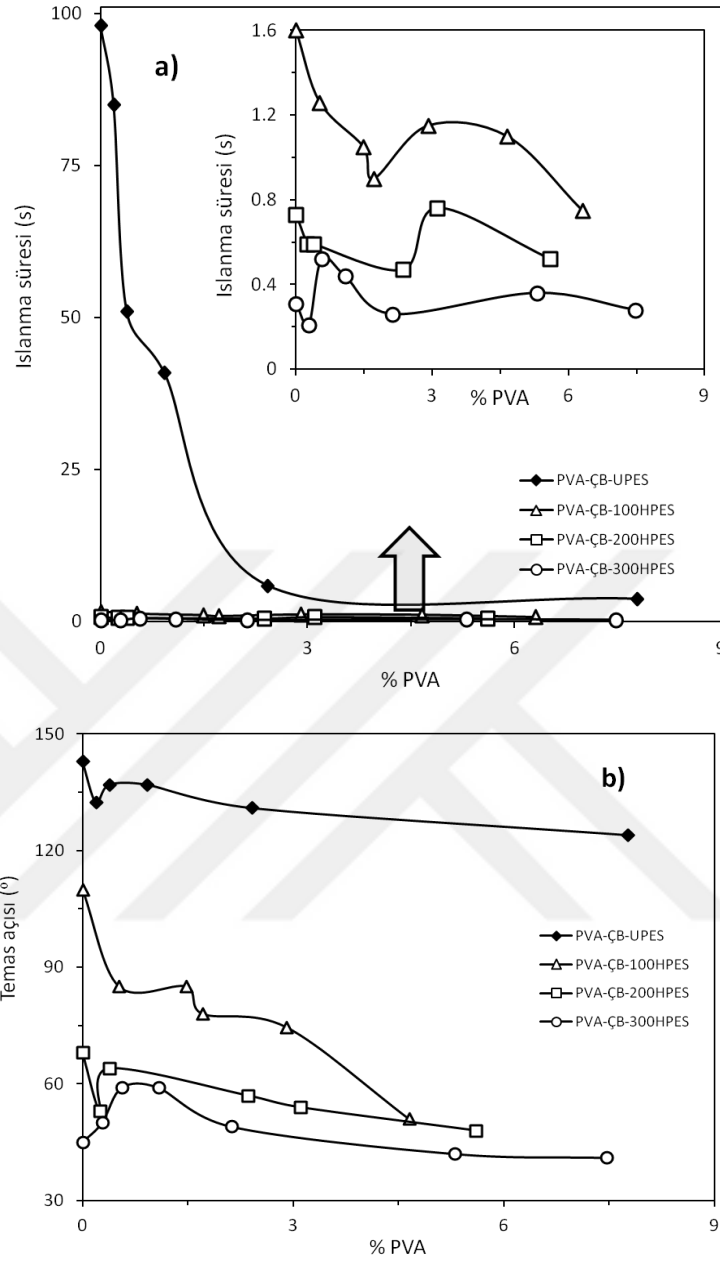 a)
Islanma süresi (s)
100
75
50
25
0
0
3
6
9
% PVA
Islanma süresi (s)
1.6
1.2
0.8
0.4
0
0
3
6
9
% PVA
PVA-ÇB-UPES
PVA-ÇB-100HPES
PVA-ÇB-200HPES
PVA-ÇB-300HPES
b)
Temas açısı (º)
150
120
90
60
30
0
3
6
9
% PVA
PVA-ÇB-UPES
PVA-ÇB-100HPES
PVA-ÇB-200HPES
PVA-ÇB-300HPES